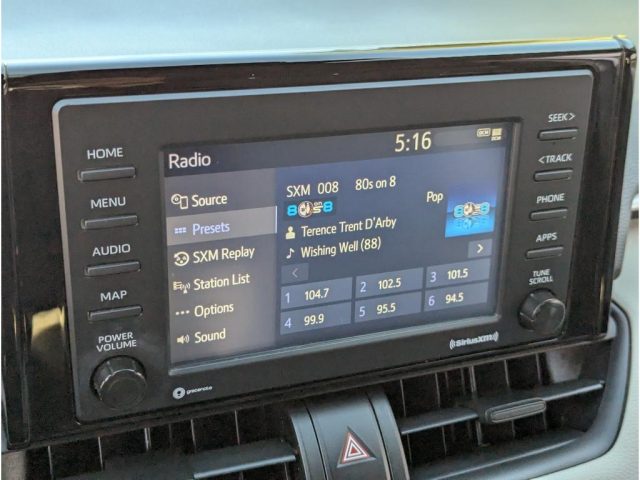 HOME
MENU
AUDIO
MAP
POWER
VOLUME
Radio
5:16
DCM
Source
Presets
SXM Replay
Station List
Options
Sound
SXM 008 80s on 8
Pop
Terence Trent D'Arby
Wishing Well (88)
1 104.7
2 102.5
3 101.5
4 99.9
5 95.5
6 94.5
SEEK>
<TRACK
PHONE
APPS
TUNE
SCROLL
gracenote
SiriusXM